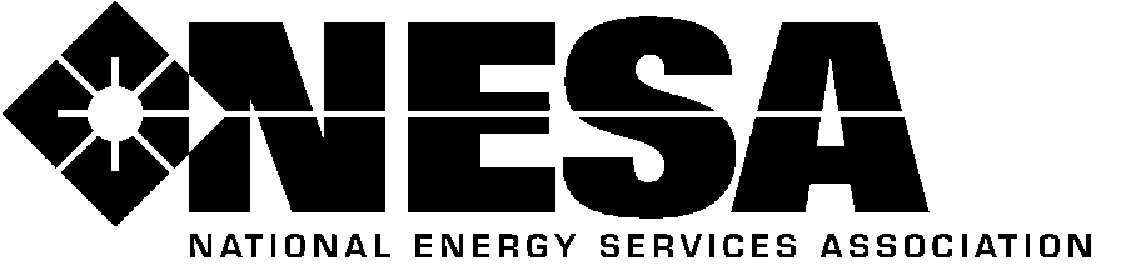 NESA
NATIONAL ENERGY SERVICES ASSOCIATION